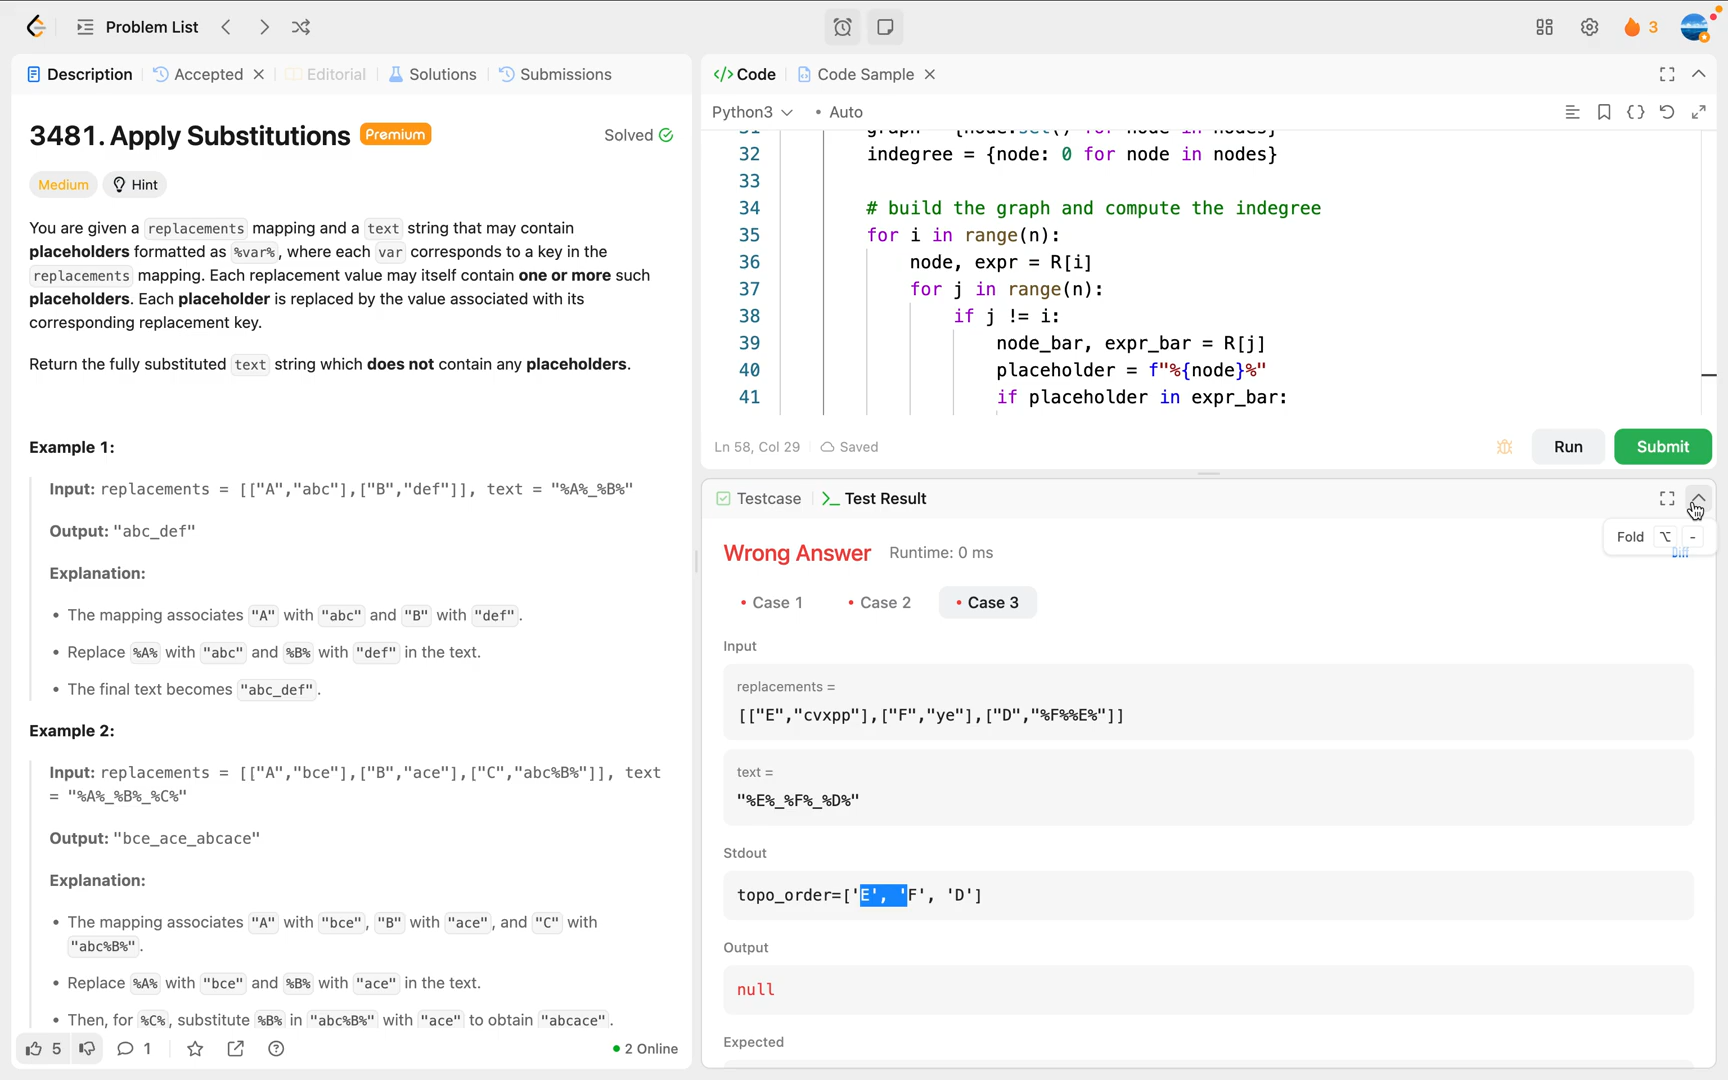 Problem List
3
Description
Accepted
Editorial
Solutions
Submissions
3481. Apply Substitutions
Premium
Solved
Medium
Hint
You are given a replacements mapping and a text string that may contain
placeholders formatted as %var%, where each var corresponds to a key in the
replacements mapping. Each replacement value may itself contain one or more such
placeholders. Each placeholder is replaced by the value associated with its
corresponding replacement key.
Return the fully substituted text string which does not contain any placeholders.
Example 1:
Input: replacements = [["A","abc"],["B","def"]], text = "%A%_%B%"
Output: "abc_def"
Explanation:
• The mapping associates "A" with "abc" and "B" with "def".
• Replace %A% with "abc" and %B% with "def" in the text.
• The final text becomes "abc_def".
Example 2:
Input: replacements = [["A","bce"],["B","ace"],["C","abc%B%"]], text
= "%A%_%B%_%C%"
Output: "bce_ace_abcace"
Explanation:
• The mapping associates "A" with "bce", "B" with "ace", and "C" with
"abc%B%".
• Replace %A% with "bce" and %B% with "ace" in the text.
• Then, for %C%, substitute %B% in "abc%B%" with "ace" to obtain "abcace".
5
1
2 Online
</> Code
Code Sample
Python3
• Auto
32 indegree = {node: 0 for node in nodes}
33
34 # build the graph and compute the indegree
35 for i in range(n):
36 node, expr = R[i]
37 for j in range(n):
38 if j != i:
39 node_bar, expr_bar = R[j]
40 placeholder = f"%{node}%"
41 if placeholder in expr_bar:
Ln 58, Col 29
Saved
Run
Submit
Testcase
Test Result
Fold ⌥ -
Diff
Wrong Answer
Runtime: 0 ms
• Case 1
• Case 2
• Case 3
Input
replacements =
[["E","cvxpp"],["F","ye"],["D","%F%%E%"]]
text =
"%E%_%F%_%D%"
Stdout
topo_order=['E', 'F', 'D']
Output
null
Expected